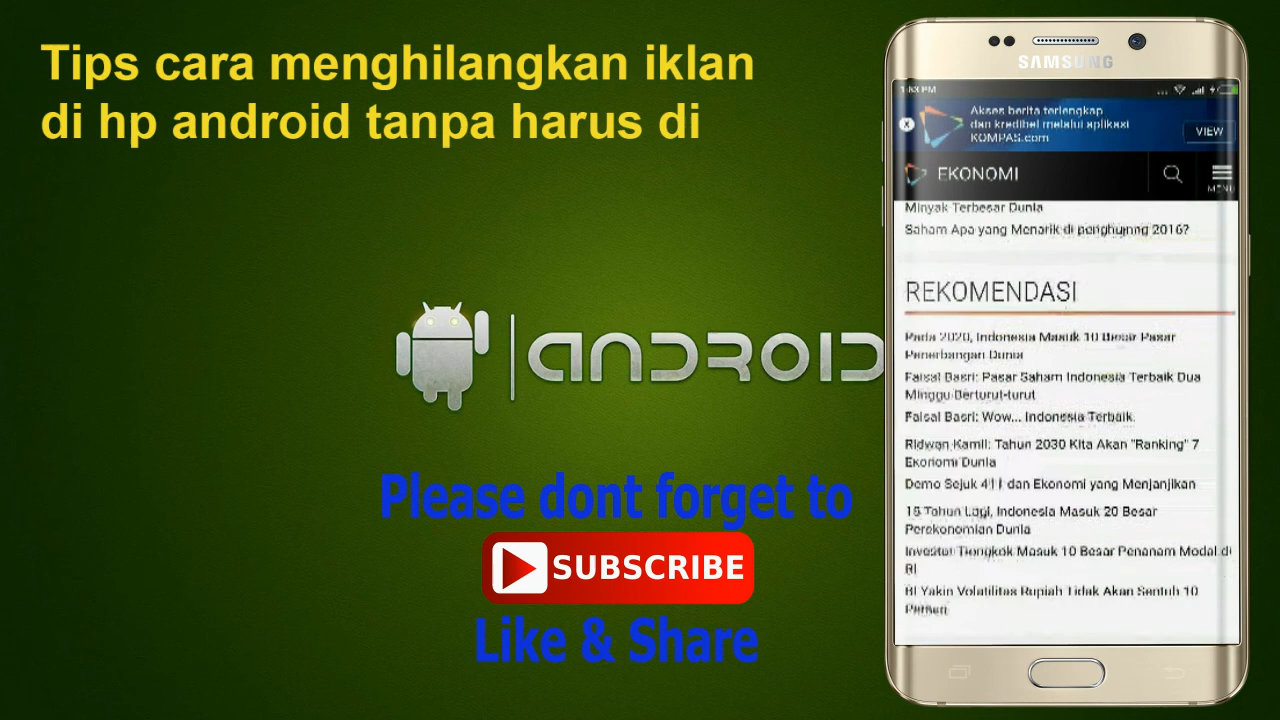 Tips cara menghilangkan iklan
di hp android tanpa harus di
ANDROID
Please dont forget to
SUBSCRIBE
Like & Share
SAMSUNG
1:53 PM
Akses berita terlengkap
dan kredibel melalui aplikasi
KOMPAS.com
VIEW
EKONOMI
MENU
Minyak Terbesar Dunia
Saham Apa yang Menarik di penghujung 2016?
REKOMENDASI
Pada 2020, Indonesia Masuk 10 Besar Pasar
Penerbangan Dunia
Faisal Basri: Pasar Saham Indonesia Terbaik Dua
Minggu Berturut-turut
Faisal Basri: Wow... Indonesia Terbaik
Ridwan Kamil: Tahun 2030 Kita Akan "Ranking" 7
Ekonomi Dunia
Demo Sejuk 411 dan Ekonomi yang Menjanjikan
15 Tahun Lagi, Indonesia Masuk 20 Besar
Perekonomian Dunia
Investor Tiongkok Masuk 10 Besar Penanam Modal di
RI
BI Yakin Volatilitas Rupiah Tidak Akan Sentuh 10
Persen